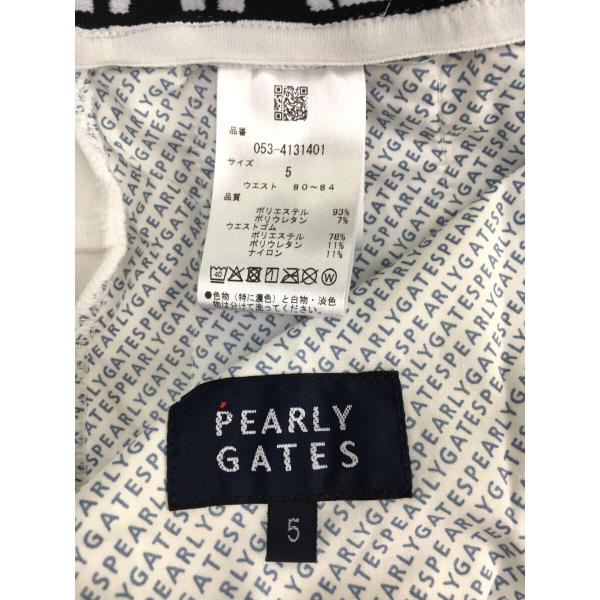 品番
053-4131401
サイズ
5
ウエスト 80～84
品質
ポリエステル 93%
ポリウレタン 7%
ウエストゴム
ポリエステル 78%
ポリウレタン 11%
ナイロン 11%
40
W
●色物（特に濃色）と白物・淡色
物は分けて洗ってください。
PEARLY
GATES
5
PEARLYGATESPEARLYGATESPEARLYGATES